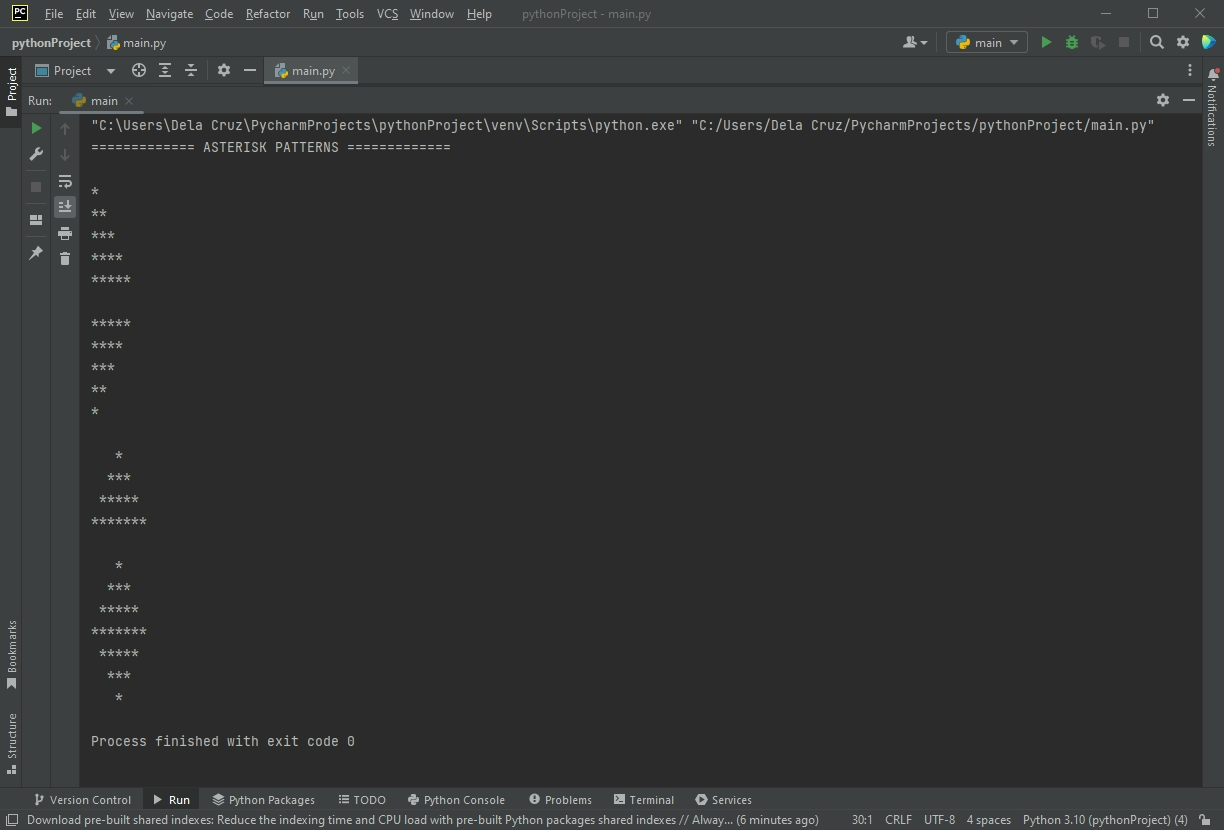 PC File Edit View Navigate Code Refactor Run Tools VCS Window Help pythonProject - main.py
pythonProject main.py main
Project main.py
Project
Notifications
Run: main
"C:\Users\Dela Cruz\PycharmProjects\pythonProject\venv\Scripts\python.exe" "C:/Users/Dela Cruz/PycharmProjects/pythonProject/main.py"
============= ASTERISK PATTERNS =============

*
**
***
****
*****

*****
****
***
**
*

   *
  ***
 *****
*******

   *
  ***
 *****
*******
 *****
  ***
   *

Process finished with exit code 0
Bookmarks
Structure
Version Control Run Python Packages TODO Python Console Problems Terminal Services
Download pre-built shared indexes: Reduce the indexing time and CPU load with pre-built Python packages shared indexes // Alway... (6 minutes ago) 30:1 CRLF UTF-8 4 spaces Python 3.10 (pythonProject) (4)